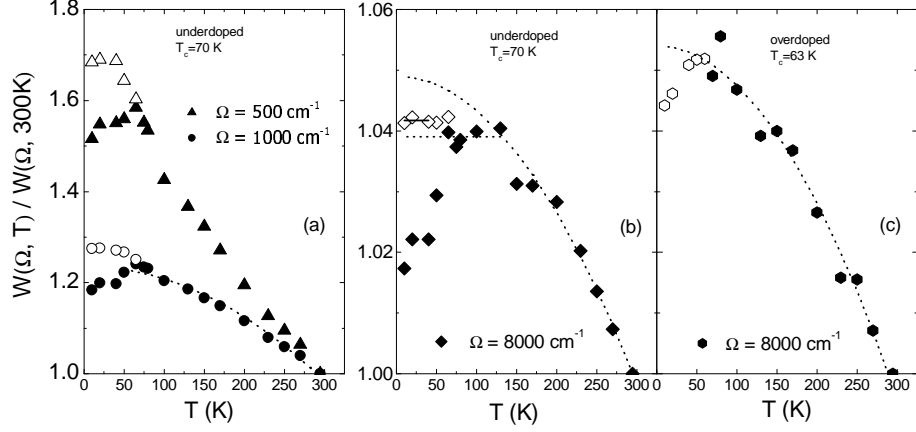 W(Ω, T) / W(Ω, 300K)
1.8
1.6
1.4
1.2
1.0
underdoped
T_c=70 K
Ω = 500 cm⁻¹
Ω = 1000 cm⁻¹
(a)
0 50 100 150 200 250 300
T (K)
1.06
1.04
1.02
1.00
underdoped
T_c=70 K
(b)
Ω = 8000 cm⁻¹
0 50 100 150 200 250 300
T (K)
overdoped
T_c=63 K
(c)
Ω = 8000 cm⁻¹
0 50 100 150 200 250 300
T (K)